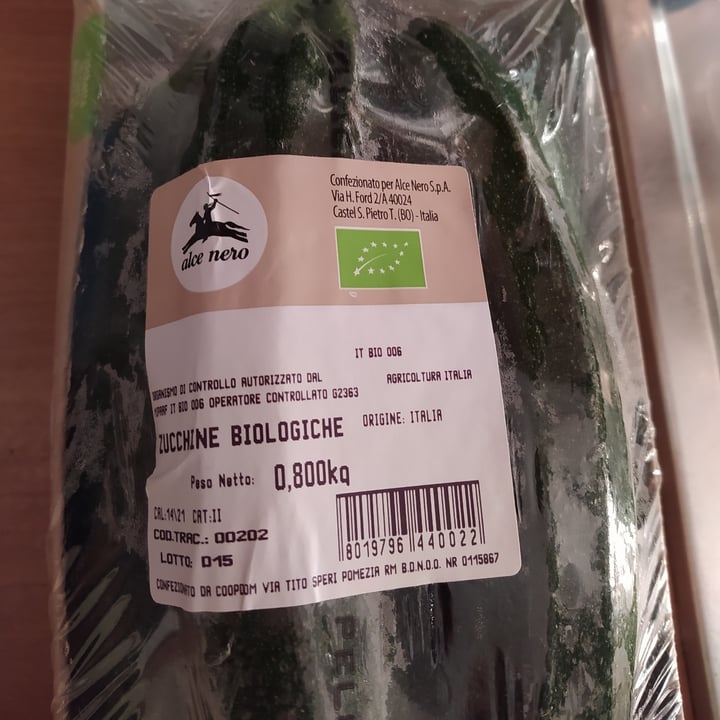 alce nero
Confezionato per Alce Nero S.p.A.
Via H. Ford 2/A 40024
Castel S. Pietro T. (BO) - Italia
IT BIO 006
ORGANISMO DI CONTROLLO AUTORIZZATO DAL
AGRICOLTURA ITALIA
IT BIO 006 OPERATORE CONTROLLATO G2363
ZUCCHINE BIOLOGICHE
ORIGINE: ITALIA
Peso Netto: 0,800kg
CAL:14\21 CAT:II
COD.TRAC.: 00202
LOTTO: 015
8019796 440022
CONFEZIONATO DA COOPDOM VIA TITO SPERI POMEZIA RM B.D.N.O.O. NR 0115867